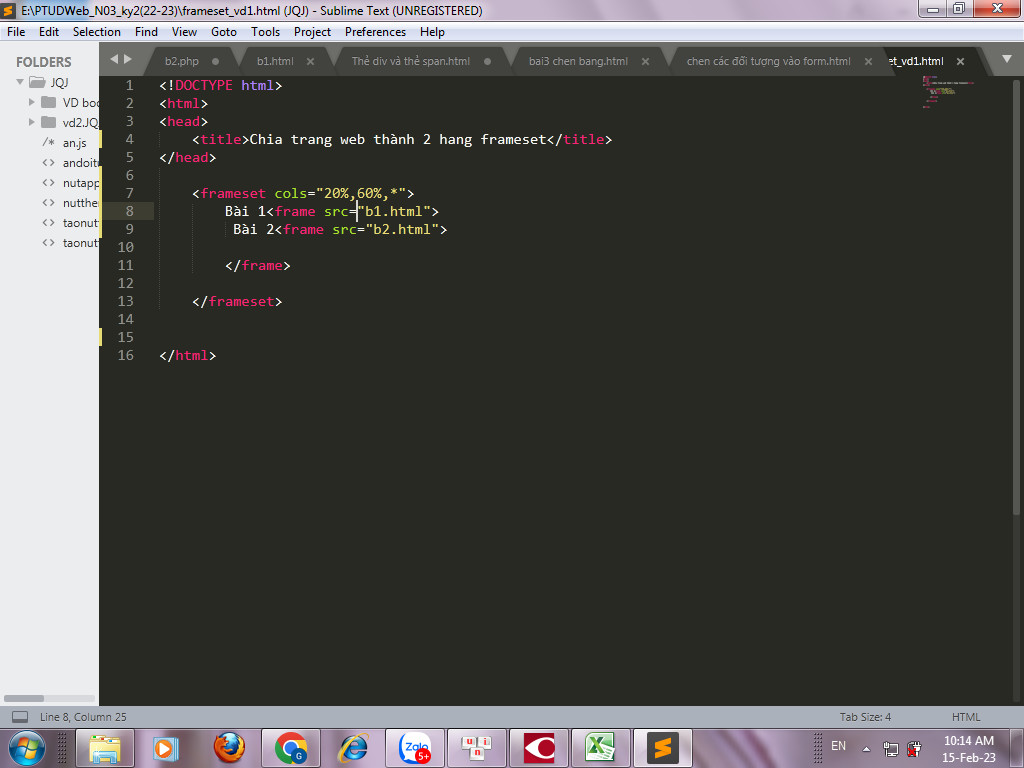 E:\PTUDWeb_N03_ky2(22-23)\frameset_vd1.html (JQJ) - Sublime Text (UNREGISTERED)
File Edit Selection Find View Goto Tools Project Preferences Help
FOLDERS
JQJ
VD boo
vd2.JQ
/* an.js
<> andoitu
<> nutapp
<> nutther
<> taonut
<> taonut
b2.php
b1.html
Thẻ div và thẻ span.html
bai3 chen bang.html
chen các đối tượng vào form.html
et_vd1.html
1 <!DOCTYPE html>
2 <html>
3 <head>
4 <title>Chia trang web thành 2 hang frameset</title>
5 </head>
6
7 <frameset cols="20%,60%,*">
8 Bài 1<frame src="b1.html">
9 Bài 2<frame src="b2.html">
10
11 </frame>
12
13 </frameset>
14
15
16 </html>
Line 8, Column 25
Tab Size: 4
HTML
G
Zalo
5+
u i
n
EN
10:14 AM
15-Feb-23